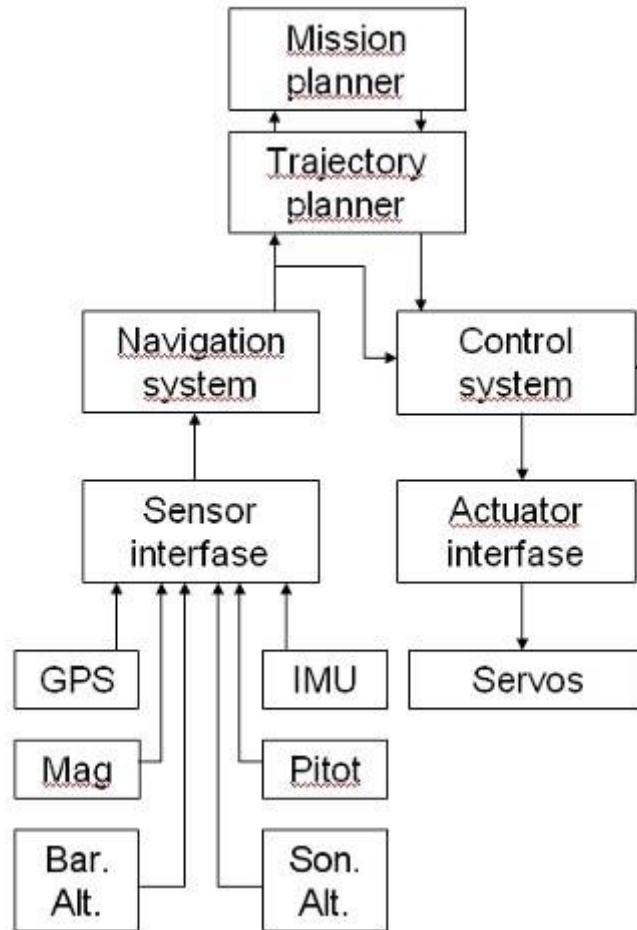 Mission
planner
Trajectory
planner
Navigation
system
Control
system
Sensor
interfase
Actuator
interfase
GPS
IMU
Servos
Mag
Pitot
Bar.
Alt.
Son.
Alt.